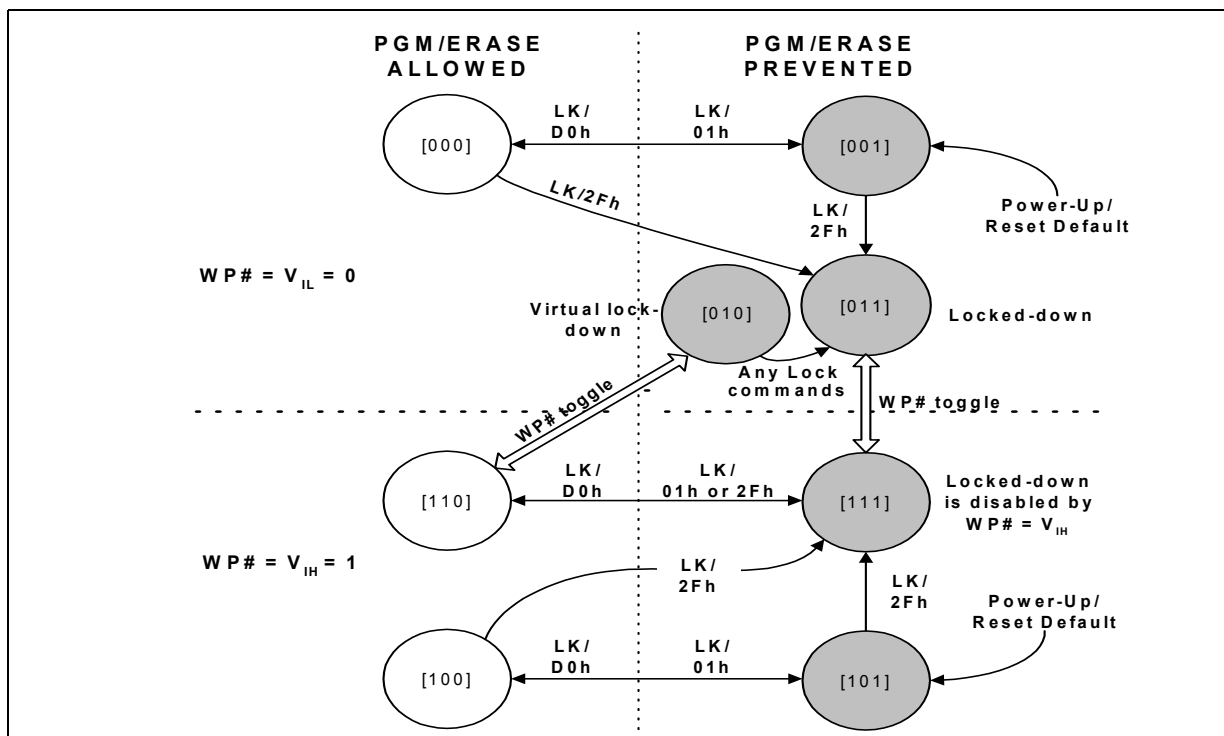 PGM/ERASE
ALLOWED
PGM/ERASE
PREVENTED
LK/
D0h
LK/
01h
[000]
[001]
LK/2Fh
LK/
2Fh
Power-Up/
Reset Default
WP# = VIL = 0
Virtual lock-
down
[010]
[011]
Locked-down
Any Lock
commands
WP# toggle
WP# toggle
LK/
D0h
LK/
01h or 2Fh
[110]
[111]
Locked-down
is disabled by
WP# = VIH
WP# = VIH = 1
LK/
2Fh
LK/
2Fh
Power-Up/
Reset Default
LK/
D0h
LK/
01h
[100]
[101]